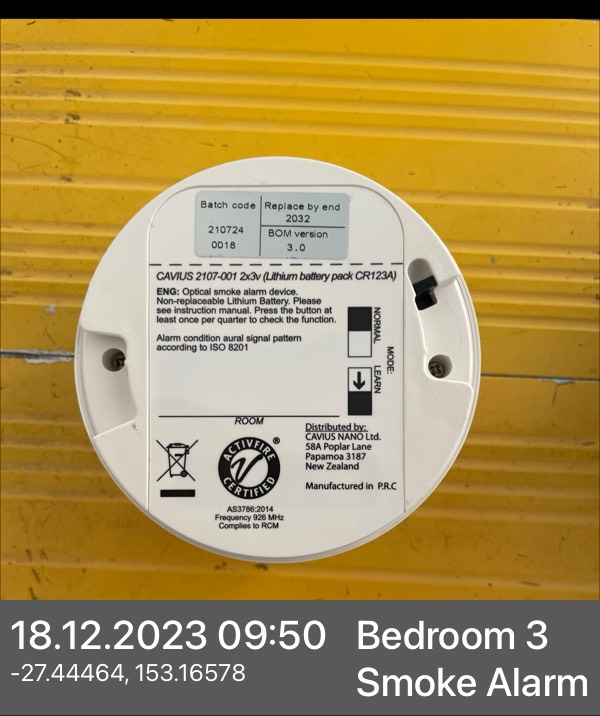 Batch code
210724
0018
Replace by end
2032
BOM version
3.0
CAVIUS 2107-001 2x3v (Lithium battery pack CR123A)
ENG: Optical smoke alarm device.
Non-replaceable Lithium Battery. Please
see instruction manual. Press the button at
least once per quarter to check the function.
Alarm condition aural signal pattern
according to ISO 8201
NORMAL
MODE:
LEARN
ROOM
ACTIVFIRE
®
CERTIFIED
AS3786:2014
Frequency 926 MHz
Complies to RCM
Distributed by:
CAVIUS NANO Ltd.
58A Poplar Lane
Papamoa 3187
New Zealand
Manufactured in P.R.C
18.12.2023 09:50
-27.44464, 153.16578
Bedroom 3
Smoke Alarm